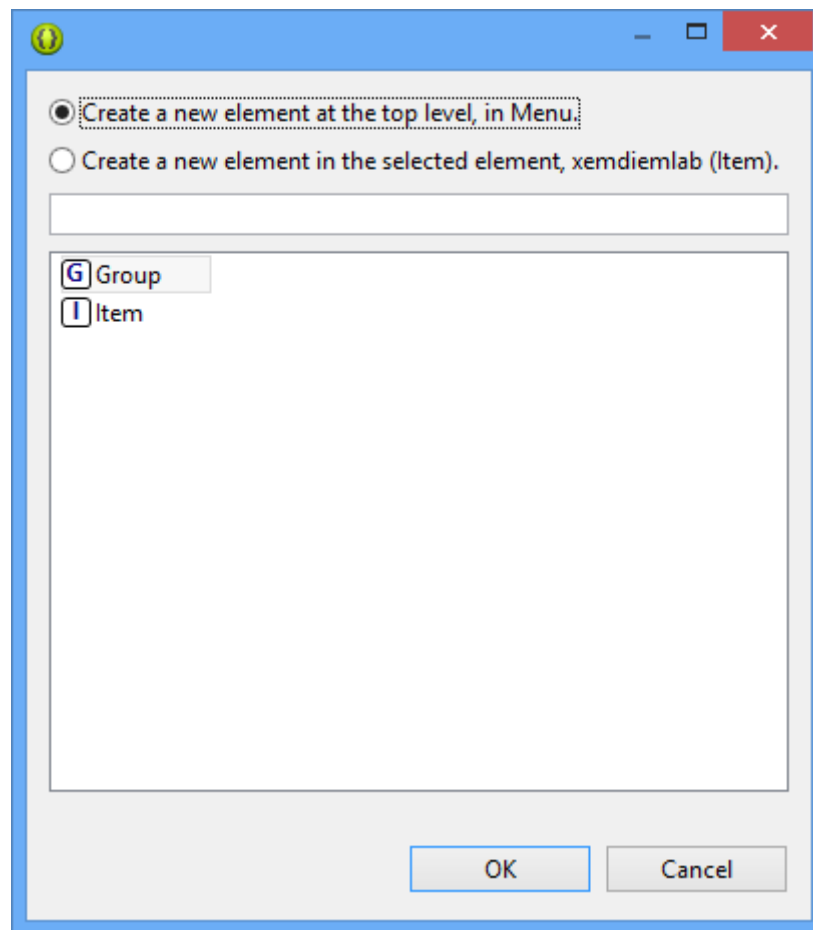 Create a new element at the top level, in Menu.
Create a new element in the selected element, xemdiemlab (Item).
G Group
I Item
OK Cancel